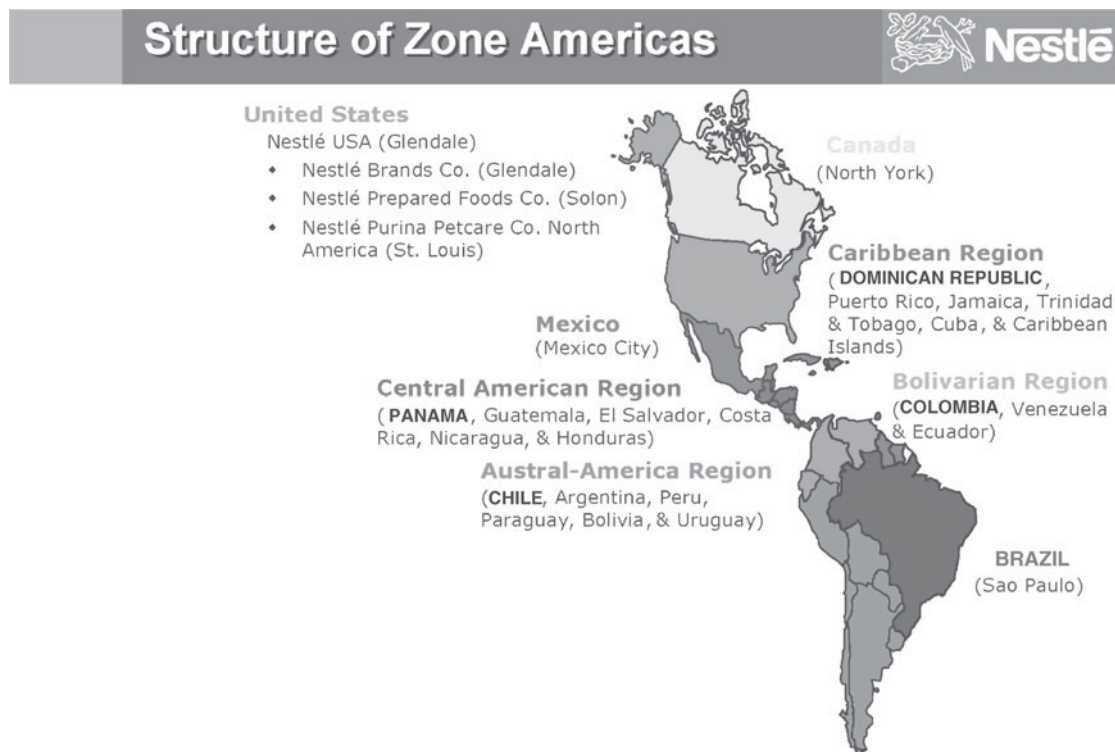 Structure of Zone Americas
Nestlé
United States
Nestlé USA (Glendale)
• Nestlé Brands Co. (Glendale)
• Nestlé Prepared Foods Co. (Solon)
• Nestlé Purina Petcare Co. North
America (St. Louis)
Canada
(North York)
Caribbean Region
( DOMINICAN REPUBLIC,
Puerto Rico, Jamaica, Trinidad
& Tobago, Cuba, & Caribbean
Islands)
Mexico
(Mexico City)
Central American Region
( PANAMA, Guatemala, El Salvador, Costa
Rica, Nicaragua, & Honduras)
Bolivarian Region
(COLOMBIA, Venezuela
& Ecuador)
Austral-America Region
(CHILE, Argentina, Peru,
Paraguay, Bolivia, & Uruguay)
BRAZIL
(Sao Paulo)